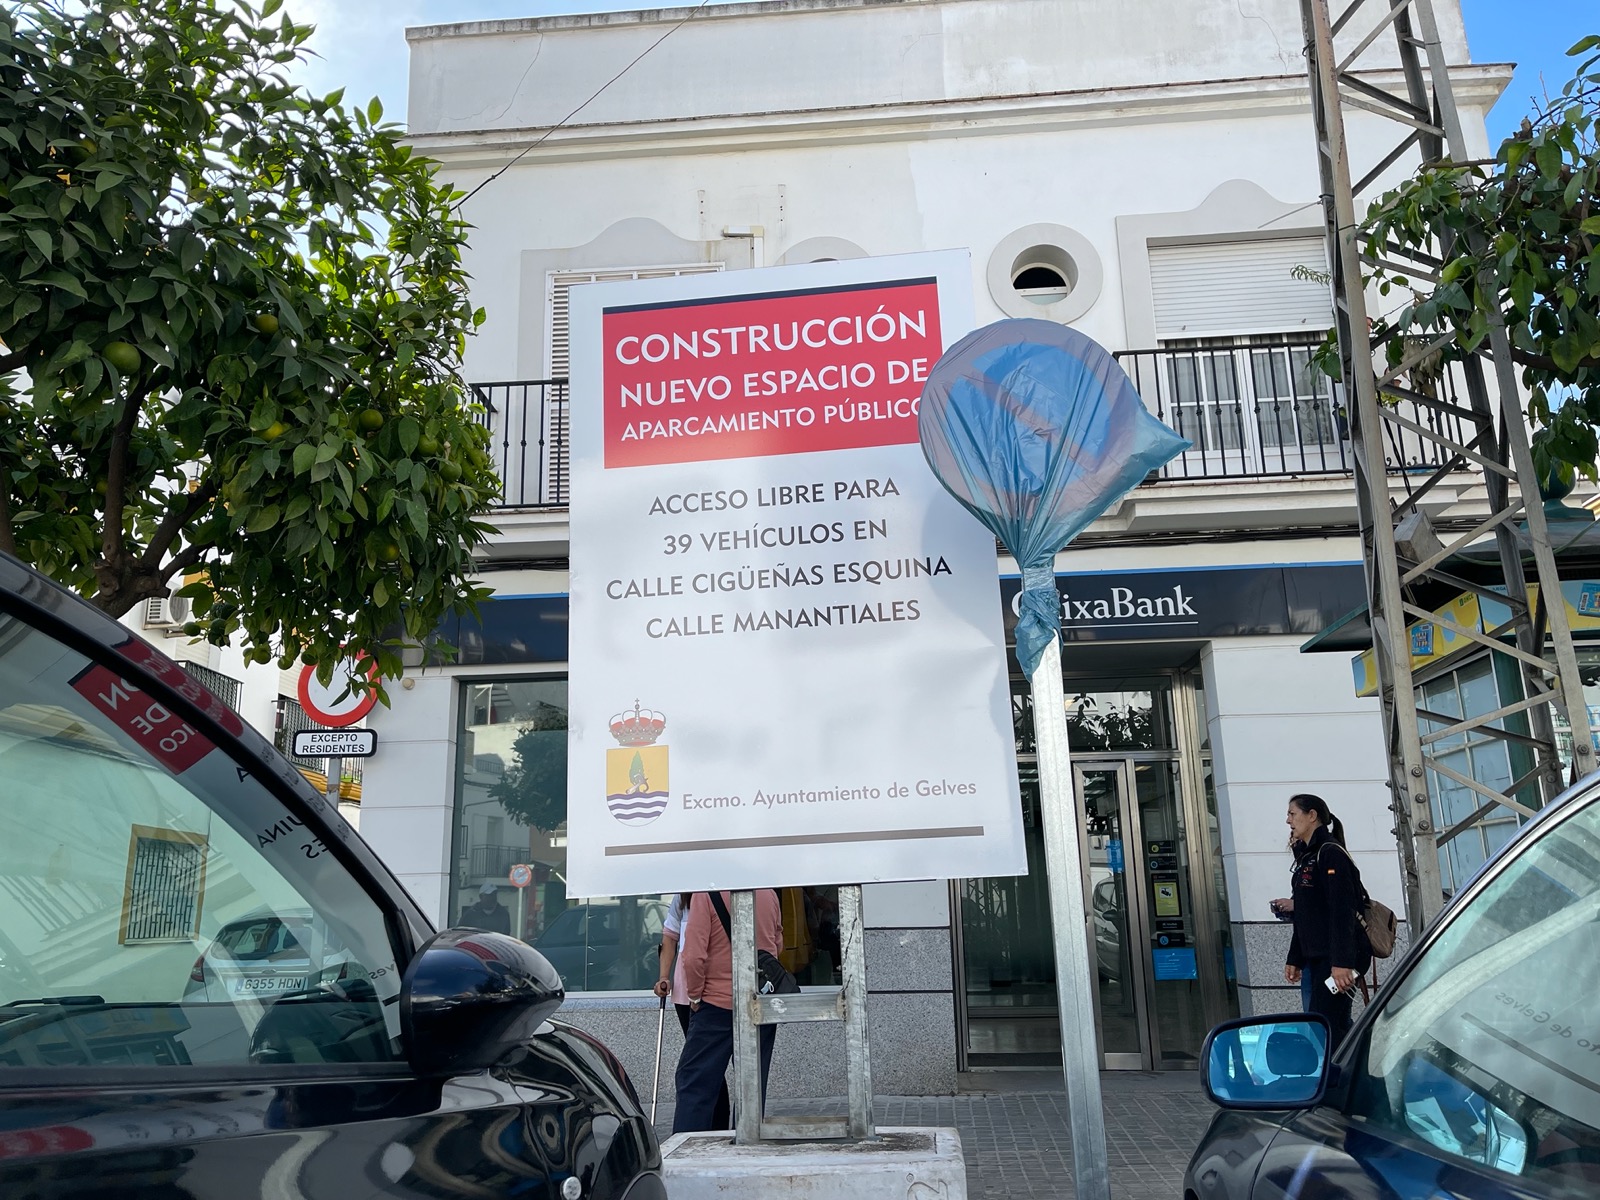 CONSTRUCCIÓN
NUEVO ESPACIO DE
APARCAMIENTO PÚBLICO
ACCESO LIBRE PARA
39 VEHÍCULOS EN
CALLE CIGÜEÑAS ESQUINA
CALLE MANANTIALES
Excmo. Ayuntamiento de Gelves
CaixaBank
EXCEPTO
RESIDENTES
6355 HDN